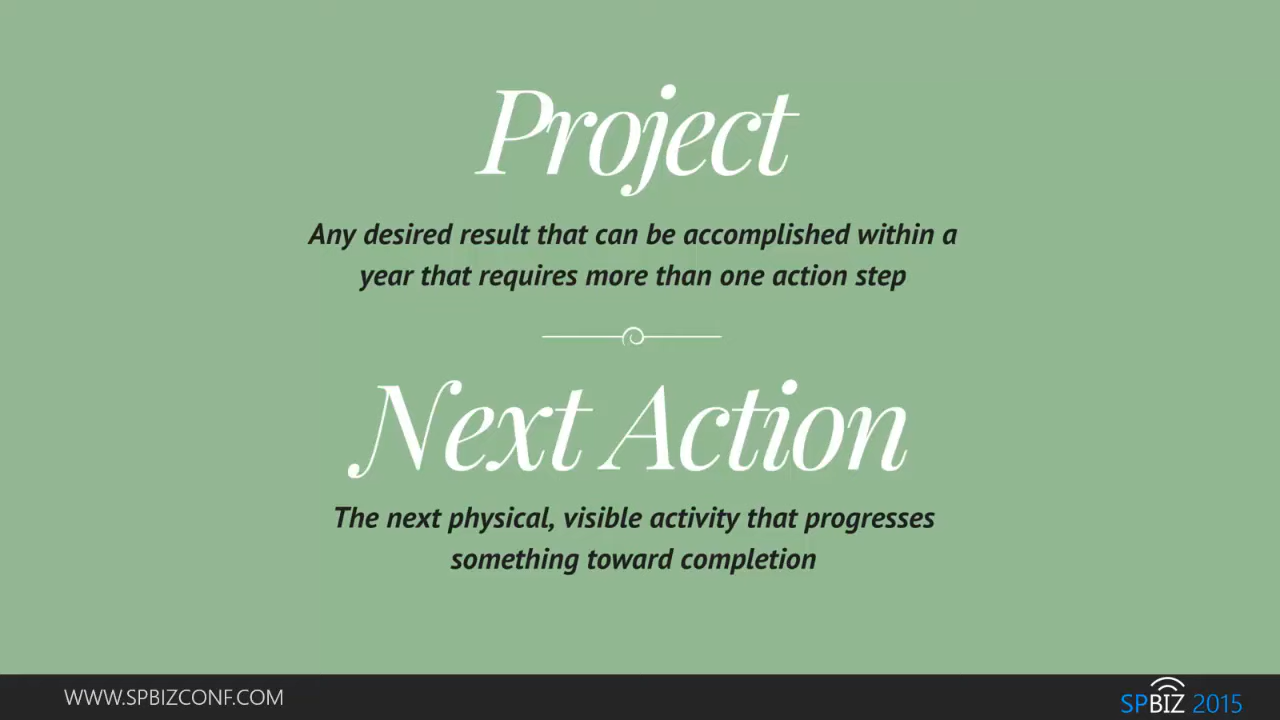 Project
Any desired result that can be accomplished within a
year that requires more than one action step
Next Action
The next physical, visible activity that progresses
something toward completion
WWW.SPBIZCONF.COM
SPBIZ 2015